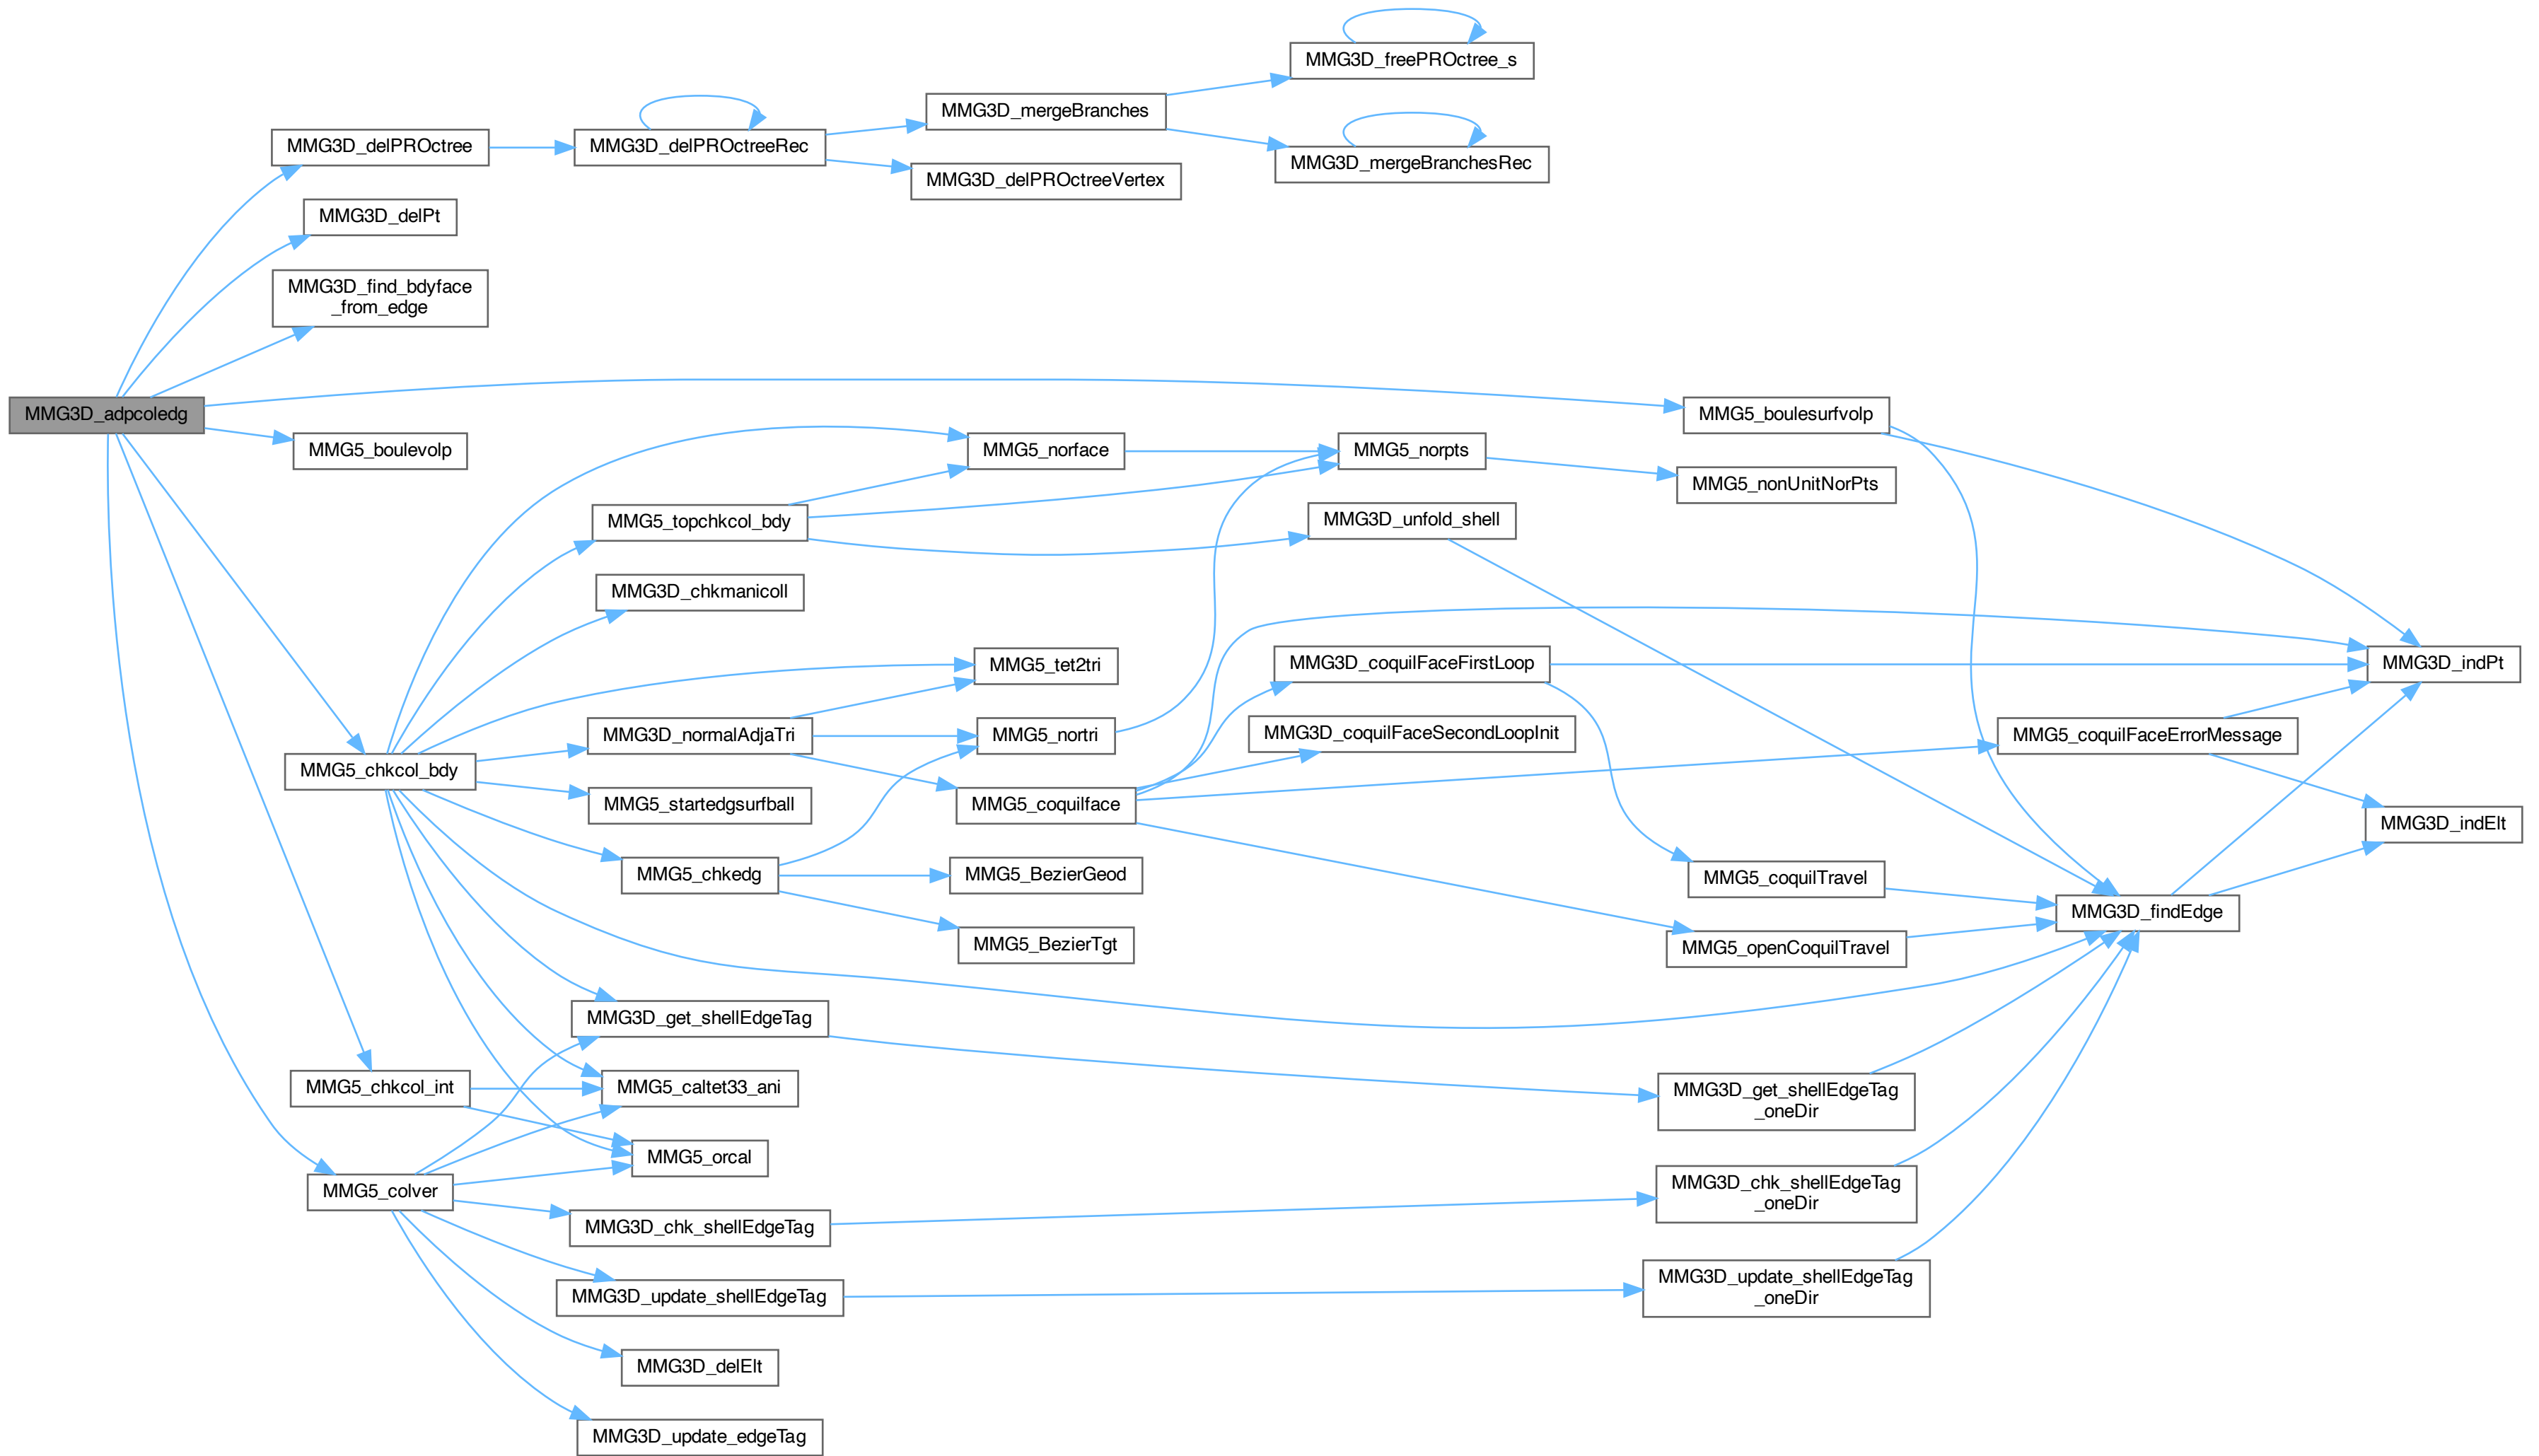 MMG3D_freePROctree_s
MMG3D_mergeBranches
MMG3D_delPROctree
MMG3D_delPROctreeRec
MMG3D_mergeBranchesRec
MMG3D_delPROctreeVertex
MMG3D_delPt
MMG3D_find_bdyface
_from_edge
MMG3D_adpcoledg
MMG5_boulesurfvolp
MMG5_boulevolp
MMG5_norface
MMG5_norpts
MMG5_nonUnitNorPts
MMG5_topchkcol_bdy
MMG3D_unfold_shell
MMG3D_chkmanicoll
MMG5_tet2tri
MMG3D_coquilFaceFirstLoop
MMG3D_indPt
MMG3D_normalAdjaTri
MMG5_nortri
MMG3D_coquilFaceSecondLoopInit
MMG5_coquilFaceErrorMessage
MMG5_chkcol_bdy
MMG5_startedgsurfball
MMG5_coquilface
MMG3D_indElt
MMG5_chkedg
MMG5_BezierGeod
MMG5_coquilTravel
MMG3D_findEdge
MMG5_BezierTgt
MMG5_openCoquilTravel
MMG3D_get_shellEdgeTag
MMG5_chkcol_int
MMG5_caltet33_ani
MMG3D_get_shellEdgeTag
_oneDir
MMG5_orcal
MMG5_colver
MMG3D_chk_shellEdgeTag
_oneDir
MMG3D_chk_shellEdgeTag
MMG3D_update_shellEdgeTag
MMG3D_update_shellEdgeTag
_oneDir
MMG3D_delElt
MMG3D_update_edgeTag